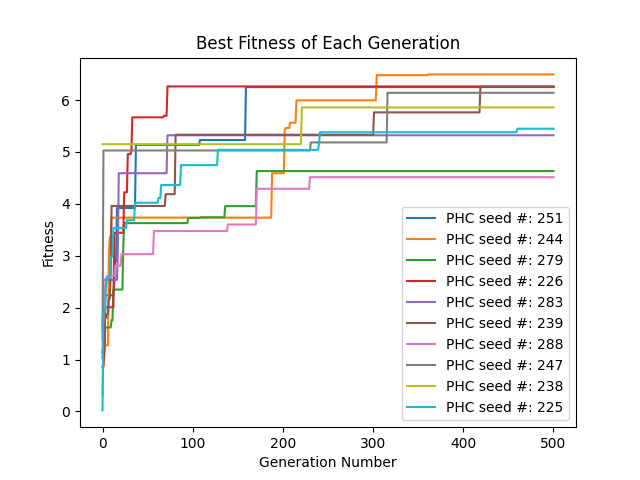 Best Fitness of Each Generation
Fitness
6
5
4
3
2
1
0
PHC seed #: 251
PHC seed #: 244
PHC seed #: 279
PHC seed #: 226
PHC seed #: 283
PHC seed #: 239
PHC seed #: 288
PHC seed #: 247
PHC seed #: 238
PHC seed #: 225
0 100 200 300 400 500
Generation Number